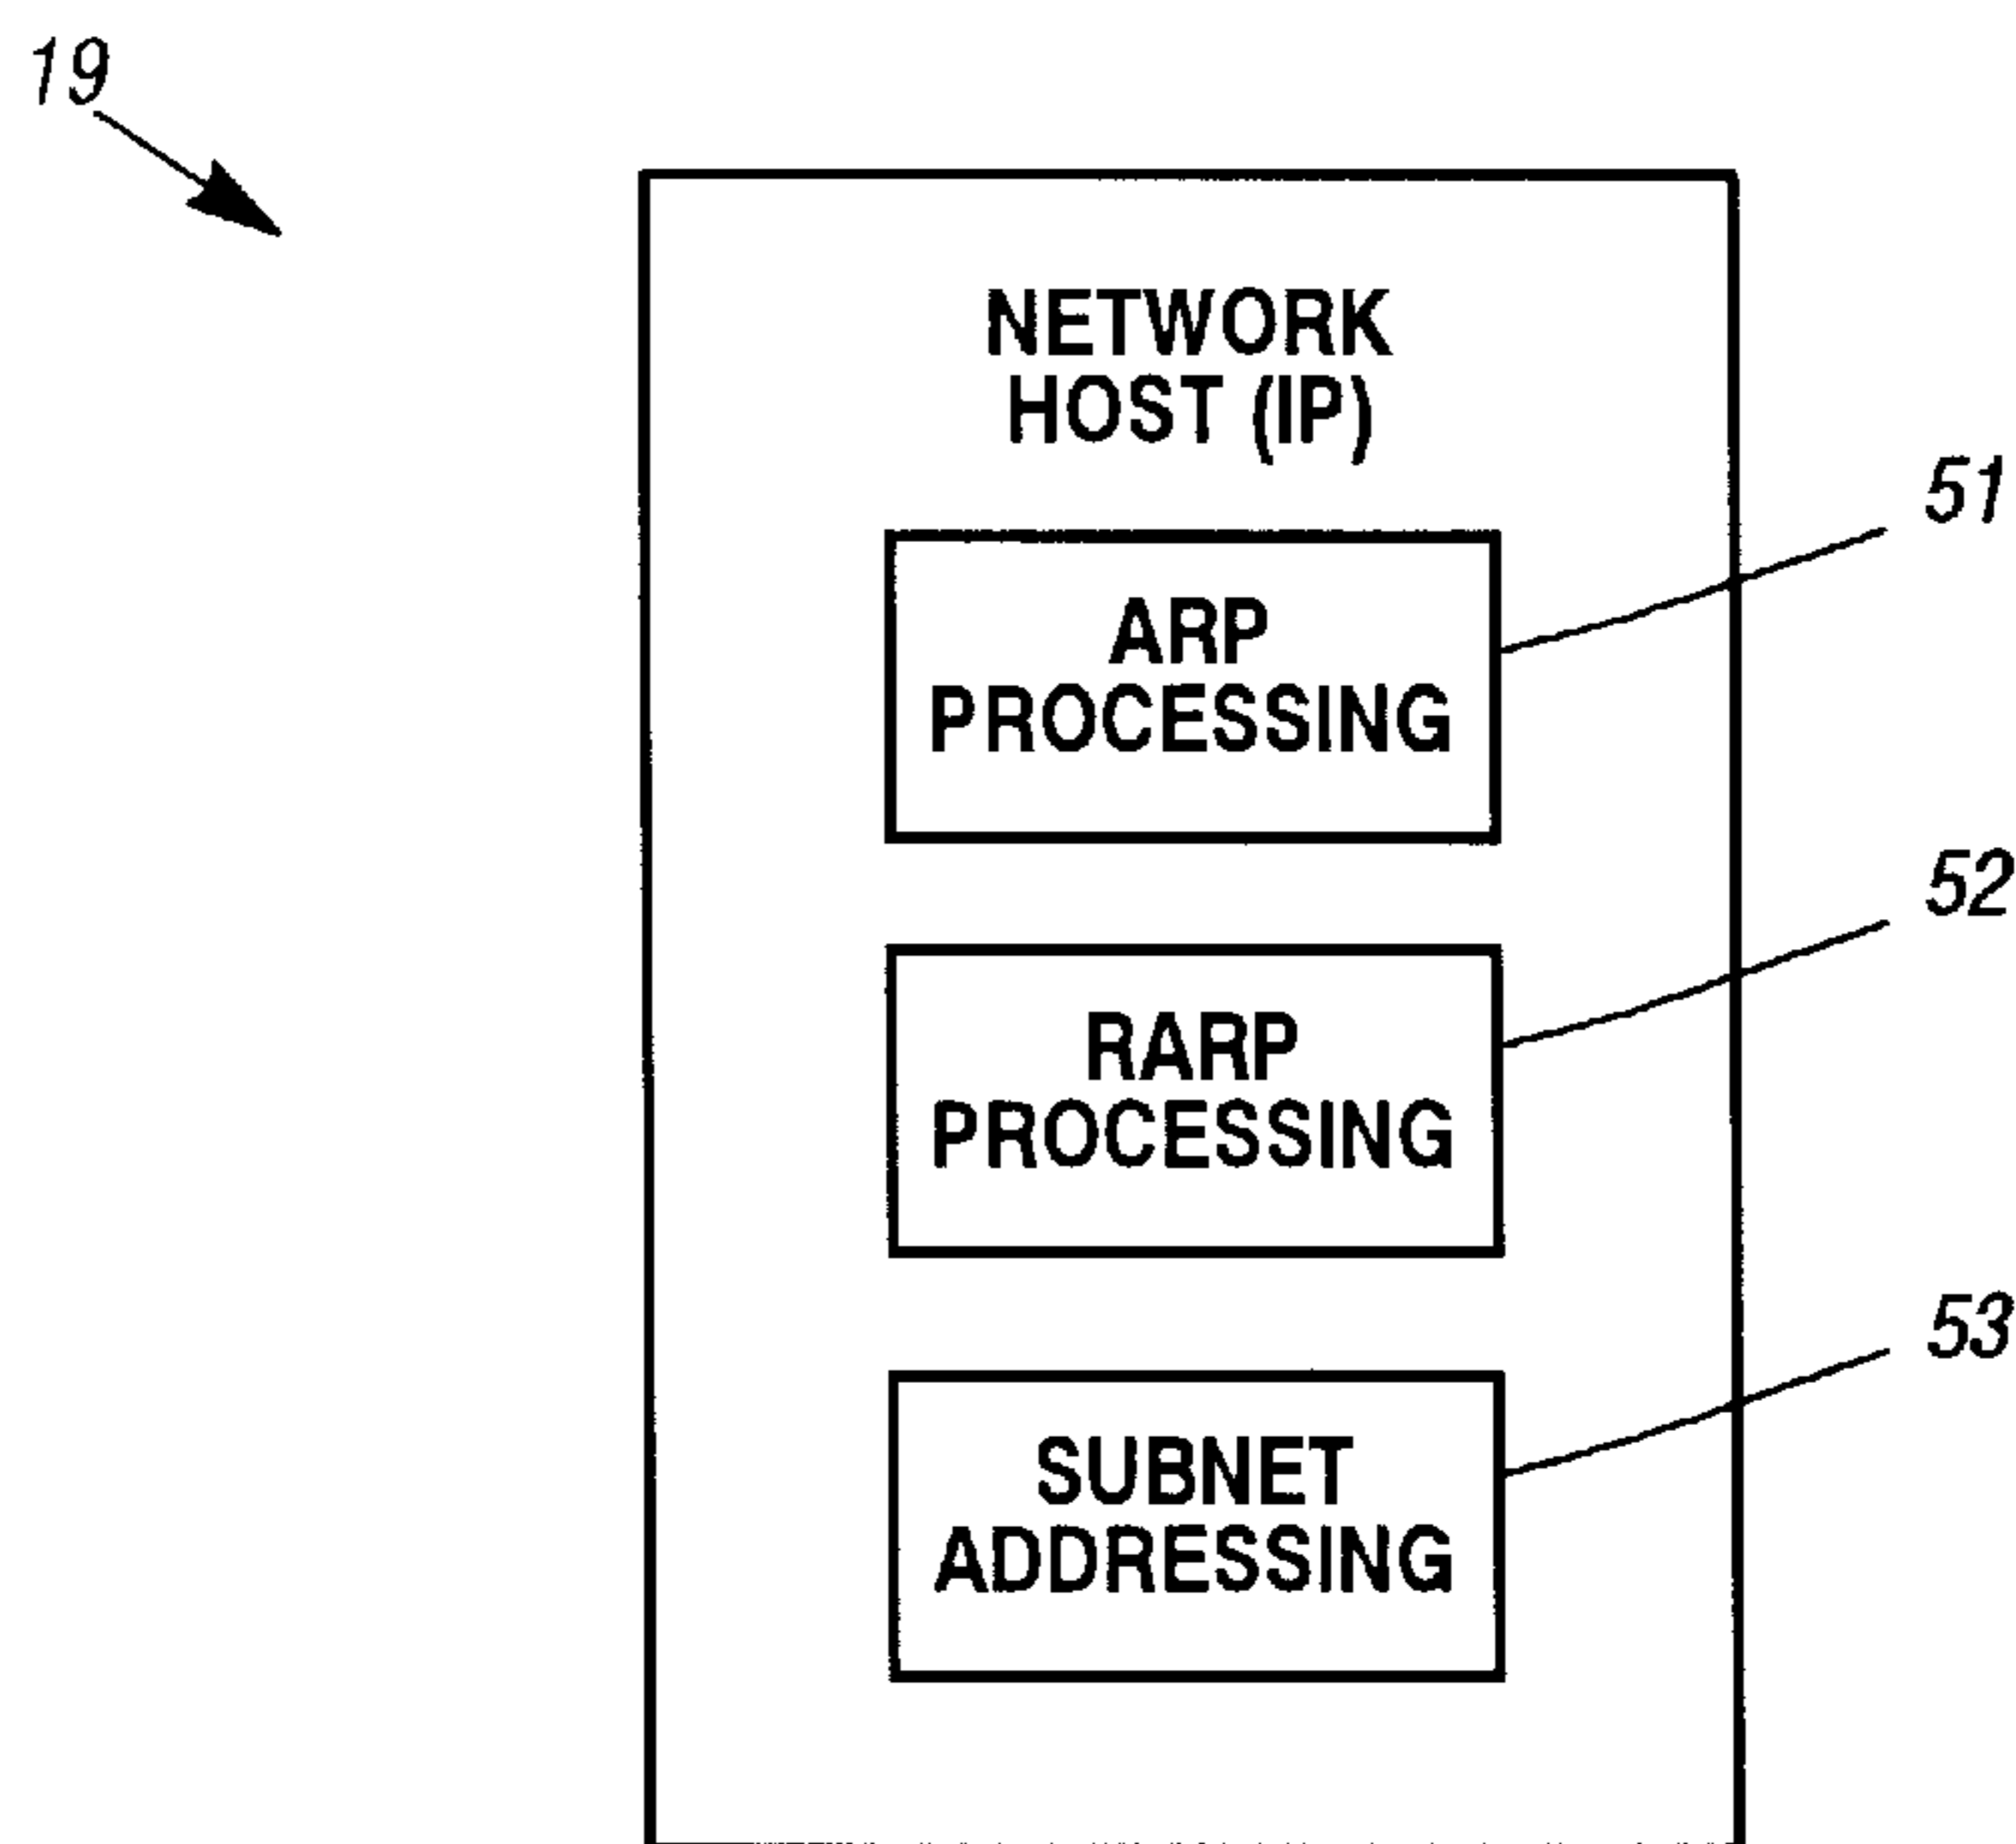 19
NETWORK
HOST (IP)
51
ARP
PROCESSING
52
RARP
PROCESSING
53
SUBNET
ADDRESSING